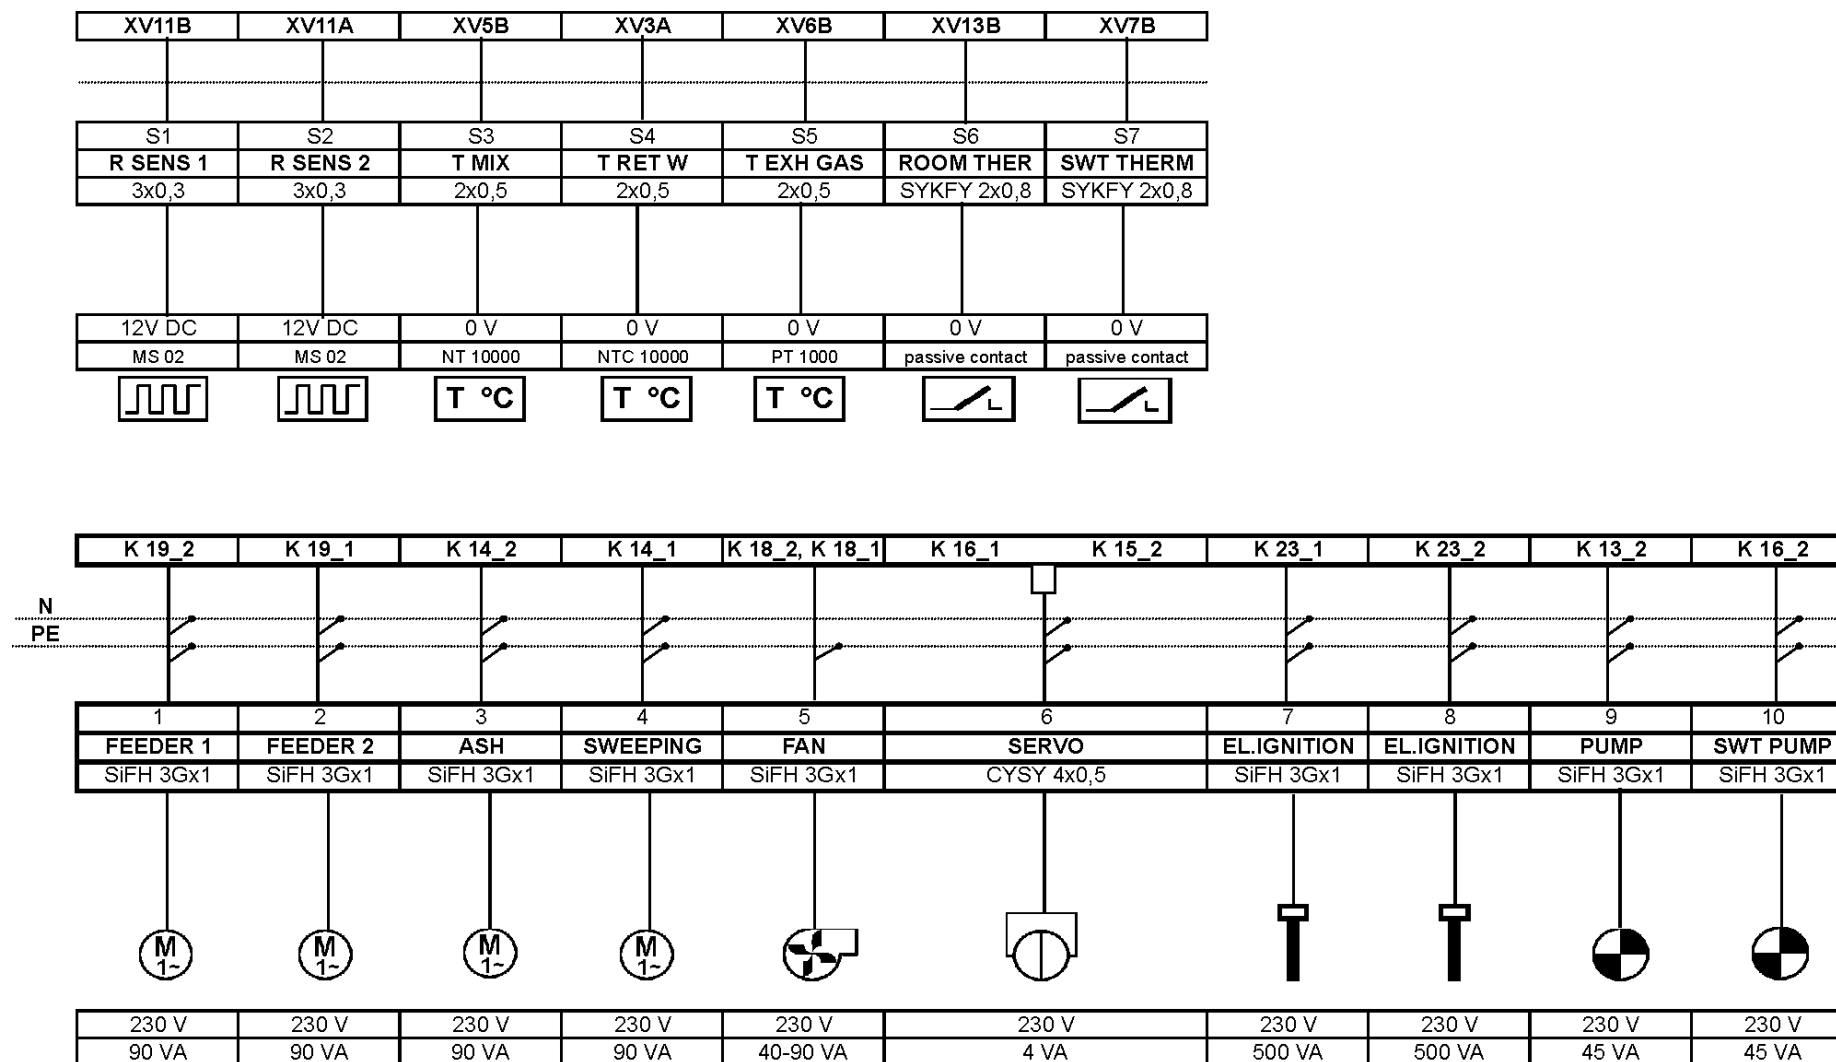 XV11B XV11A XV5B XV3A XV6B XV13B XV7B
S1 S2 S3 S4 S5 S6 S7
R SENS 1 R SENS 2 T MIX T RET W T EXH GAS ROOM THER SWT THERM
3x0,3 3x0,3 2x0,5 2x0,5 2x0,5 SYKFY 2x0,8 SYKFY 2x0,8
12V DC 12V DC 0 V 0 V 0 V 0 V 0 V
MS 02 MS 02 NT 10000 NTC 10000 PT 1000 passive contact passive contact
T °C T °C T °C
K 19_2 K 19_1 K 14_2 K 14_1 K 18_2, K 18_1 K 16_1 K 15_2 K 23_1 K 23_2 K 13_2 K 16_2
N
PE
1 2 3 4 5 6 7 8 9 10
FEEDER 1 FEEDER 2 ASH SWEEPING FAN SERVO EL.IGNITION EL.IGNITION PUMP SWT PUMP
SiFH 3Gx1 SiFH 3Gx1 SiFH 3Gx1 SiFH 3Gx1 SiFH 3Gx1 CYSY 4x0,5 SiFH 3Gx1 SiFH 3Gx1 SiFH 3Gx1 SiFH 3Gx1
M M M M
1~ 1~ 1~ 1~
230 V 230 V 230 V 230 V 230 V 230 V 230 V 230 V 230 V 230 V
90 VA 90 VA 90 VA 90 VA 40-90 VA 4 VA 500 VA 500 VA 45 VA 45 VA